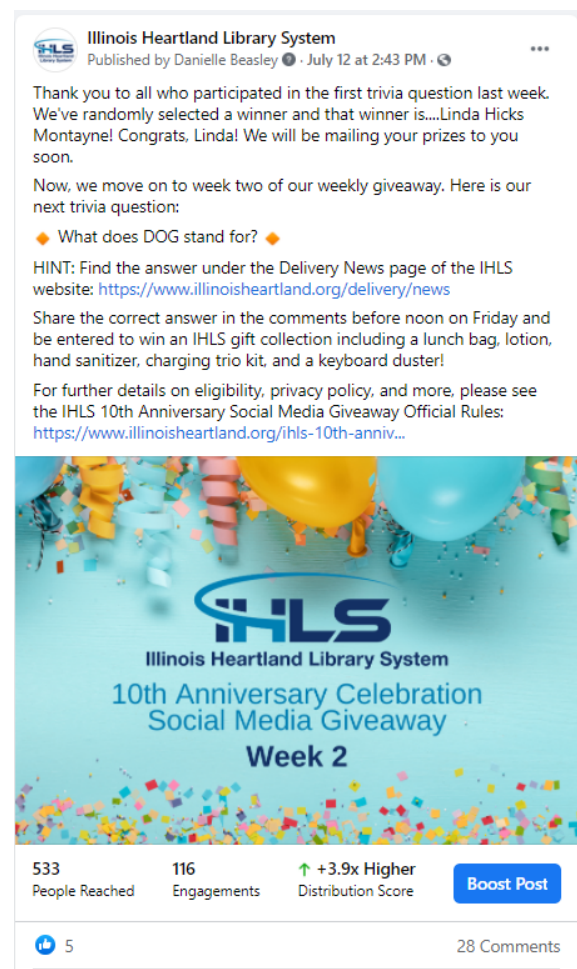 IHLS
Illinois Heartland Library System
Illinois Heartland Library System
Published by Danielle Beasley · July 12 at 2:43 PM ·
Thank you to all who participated in the first trivia question last week.
We've randomly selected a winner and that winner is....Linda Hicks
Montayne! Congrats, Linda! We will be mailing your prizes to you
soon.
Now, we move on to week two of our weekly giveaway. Here is our
next trivia question:
🔸 What does DOG stand for? 🔸
HINT: Find the answer under the Delivery News page of the IHLS
website: https://www.illinoisheartland.org/delivery/news
Share the correct answer in the comments before noon on Friday and
be entered to win an IHLS gift collection including a lunch bag, lotion,
hand sanitizer, charging trio kit, and a keyboard duster!
For further details on eligibility, privacy policy, and more, please see
the IHLS 10th Anniversary Social Media Giveaway Official Rules:
https://www.illinoisheartland.org/ihls-10th-anniv...
IHLS
Illinois Heartland Library System
10th Anniversary Celebration
Social Media Giveaway
Week 2
533 116 +3.9x Higher
People Reached Engagements Distribution Score
Boost Post
5 28 Comments